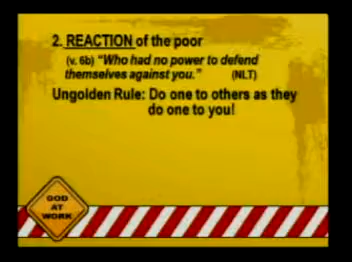 2. REACTION of the poor
(v. 6b) "Who had no power to defend
themselves against you." (NLT)
Ungolden Rule: Do one to others as they
do one to you!
GOD
AT
WORK